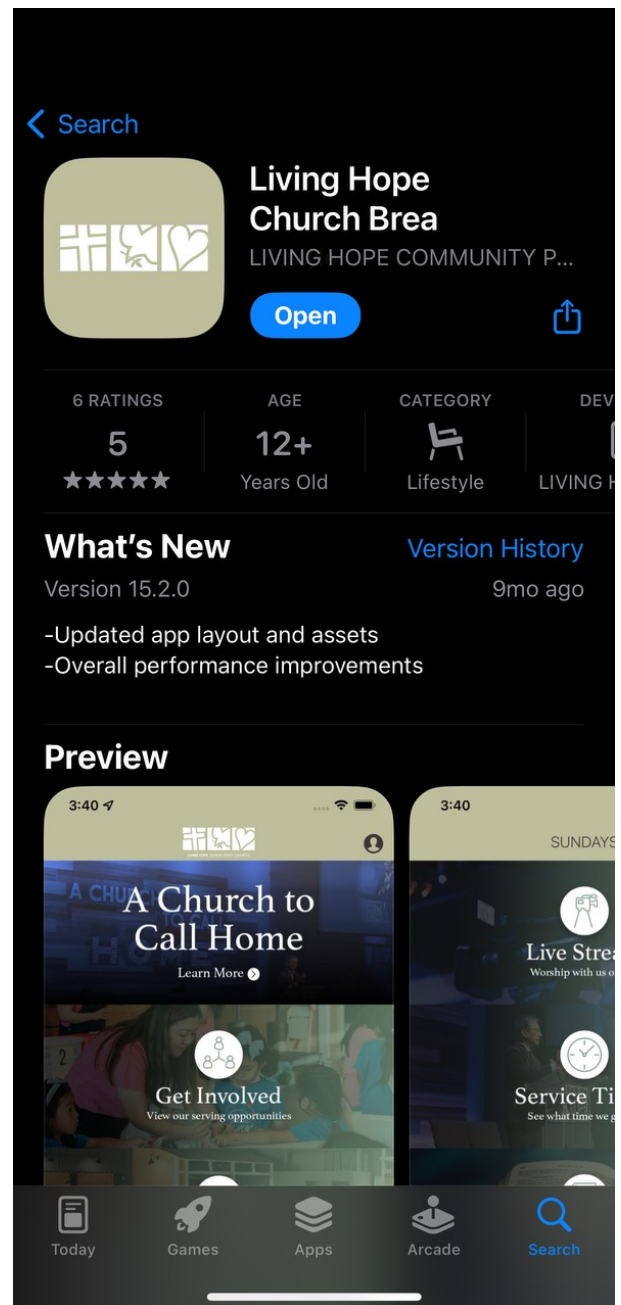 Search
Living Hope
Church Brea
LIVING HOPE COMMUNITY P...
Open
6 RATINGS
AGE
CATEGORY
DEV
5
12+
Years Old
Lifestyle
LIVING H
What's New
Version History
Version 15.2.0
9mo ago
-Updated app layout and assets
-Overall performance improvements
Preview
3:40
3:40
SUNDAYS
A Church to
Call Home
Learn More
Live Strea
Worship with us o
2
Get Involved
View our serving opportunities
Service Ti
See what time we g
Today
Games
Apps
Arcade
Search